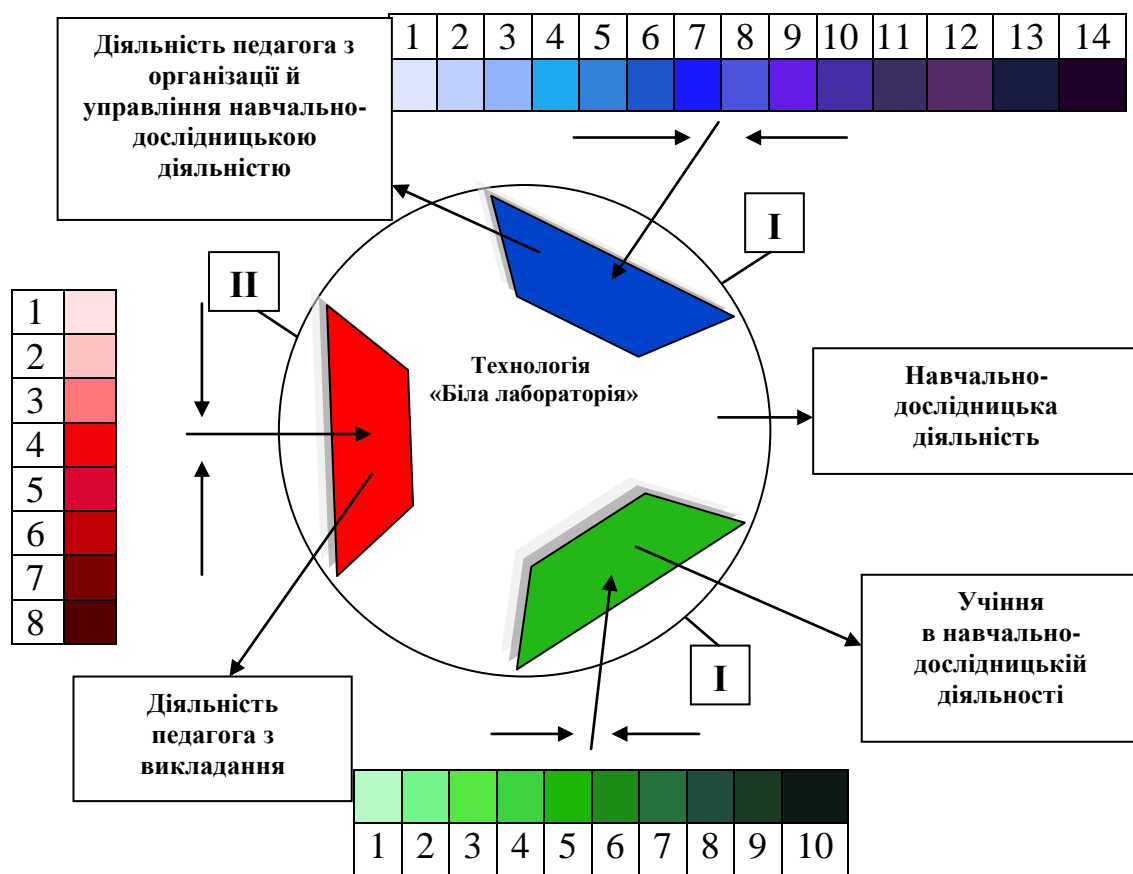 Діяльність педагога з
організації й
управління навчально-
дослідницькою
діяльністю
1 2 3 4 5 6 7 8 9 10 11 12 13 14
I
II
1
2
3
4
5
6
7
8
Технологія
«Біла лабораторія»
Навчально-
дослідницька
діяльність
Учіння
в навчально-
дослідницькій
діяльності
I
Діяльність
педагога з
викладання
1 2 3 4 5 6 7 8 9 10